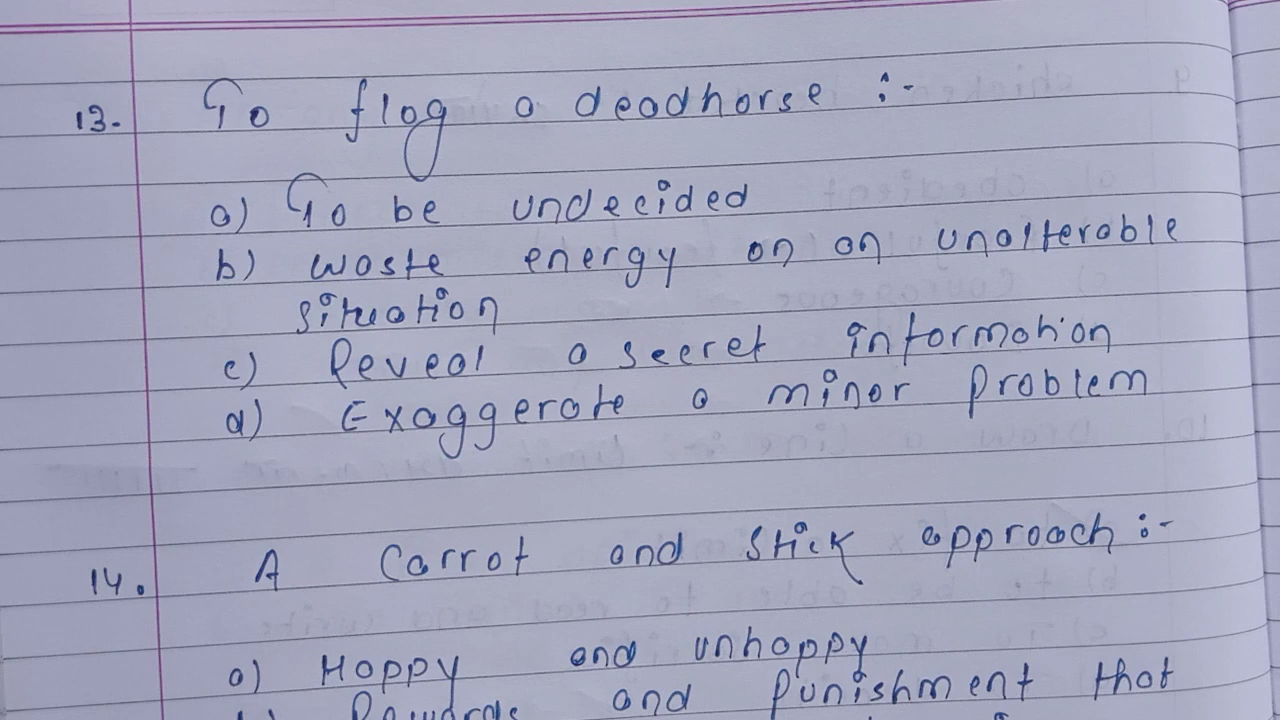 13. To flog a deadhorse :-
a) To be undecided
b) waste energy on an unalterable
situation
c) Reveal a secret information
d) Exaggerate a minor problem
14. A Carrot and Stick approach :-
a) Happy and unhappy
b) Rewards and Punishment that